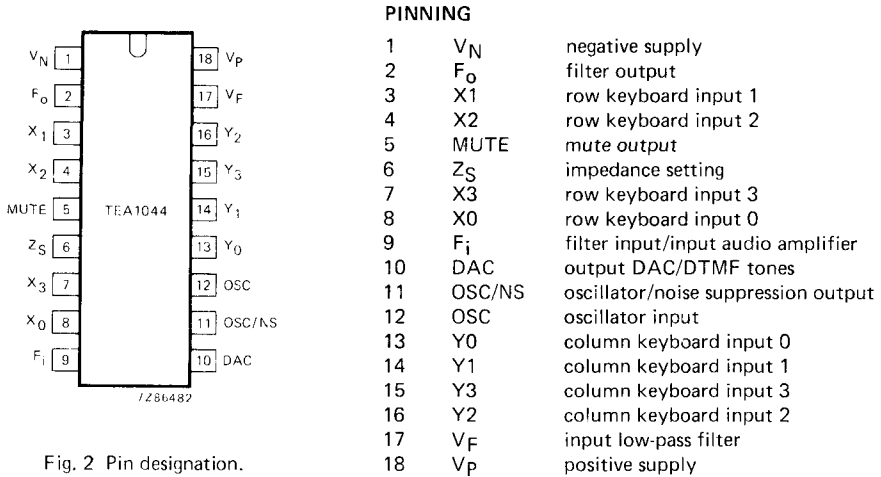 PINNING
VN 1
Fo 2
X1 3
X2 4
MUTE 5
ZS 6
X3 7
X0 8
Fi 9
TEA1044
18 VP
17 VF
16 Y2
15 Y3
14 Y1
13 Y0
12 OSC
11 OSC/NS
10 DAC
7Z86482
Fig. 2 Pin designation.
1 VN negative supply
2 Fo filter output
3 X1 row keyboard input 1
4 X2 row keyboard input 2
5 MUTE mute output
6 ZS impedance setting
7 X3 row keyboard input 3
8 X0 row keyboard input 0
9 Fi filter input/input audio amplifier
10 DAC output DAC/DTMF tones
11 OSC/NS oscillator/noise suppression output
12 OSC oscillator input
13 Y0 column keyboard input 0
14 Y1 column keyboard input 1
15 Y3 column keyboard input 3
16 Y2 column keyboard input 2
17 VF input low-pass filter
18 VP positive supply